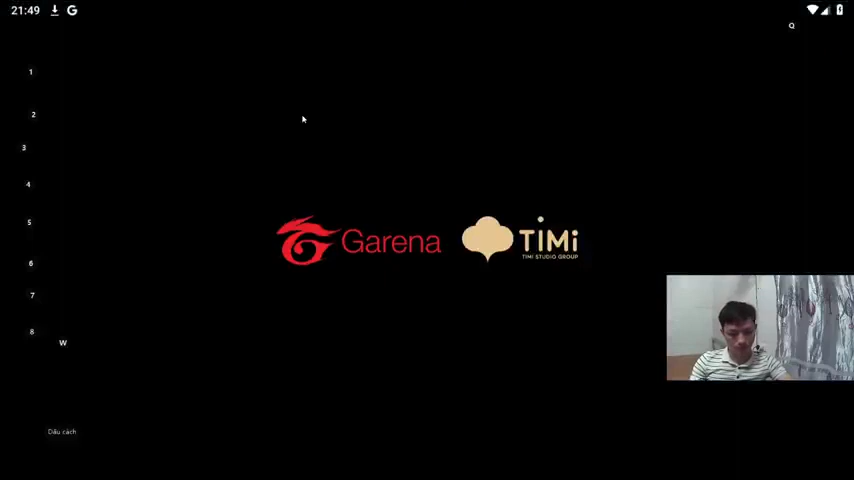 21:49 G
Q
1
2
3
4
5
6
7
8
W
Garena
TiMi
TIMI STUDIO GROUP
Dấu cách